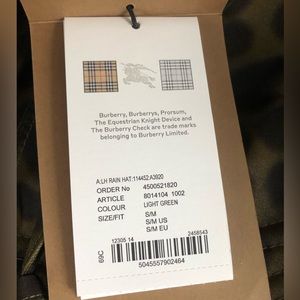 Burberry, Burberrys, Prorsum,
The Equestrian Knight Device and
The Burberry Check are trade marks
belonging to Burberry Limited.
A:LH RAIN HAT:114452:A3920
ORDER No 4500521820
ARTICLE 8014104 1002
COLOUR LIGHT GREEN
SIZE/FIT S/M
S/M US
S/M EU
12305 14 2458543
69C
5045557902464